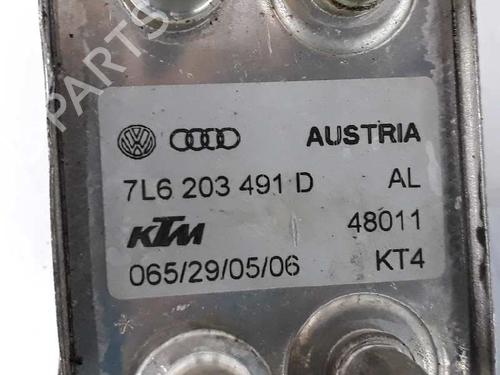 PARTS
AUSTRIA
7L6 203 491 D AL
KTM 48011
065/29/05/06 KT4